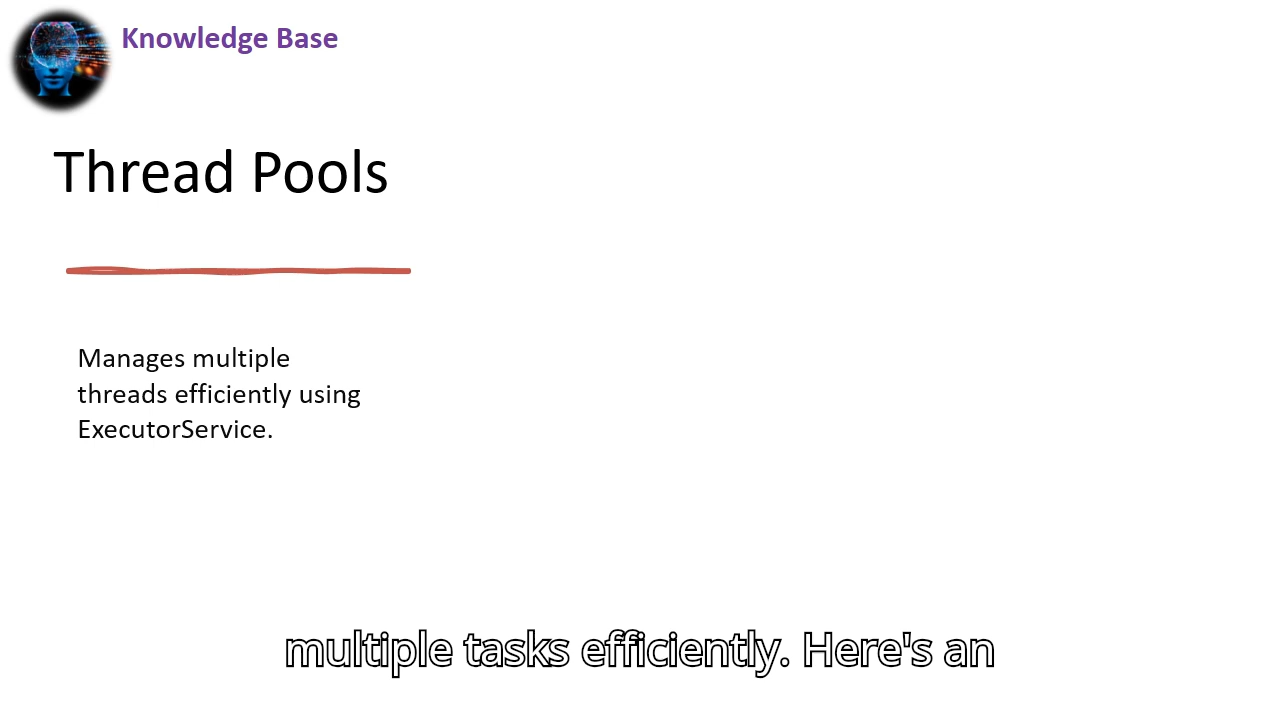 Knowledge Base
Thread Pools
Manages multiple
threads efficiently using
ExecutorService.
multiple tasks efficiently. Here's an